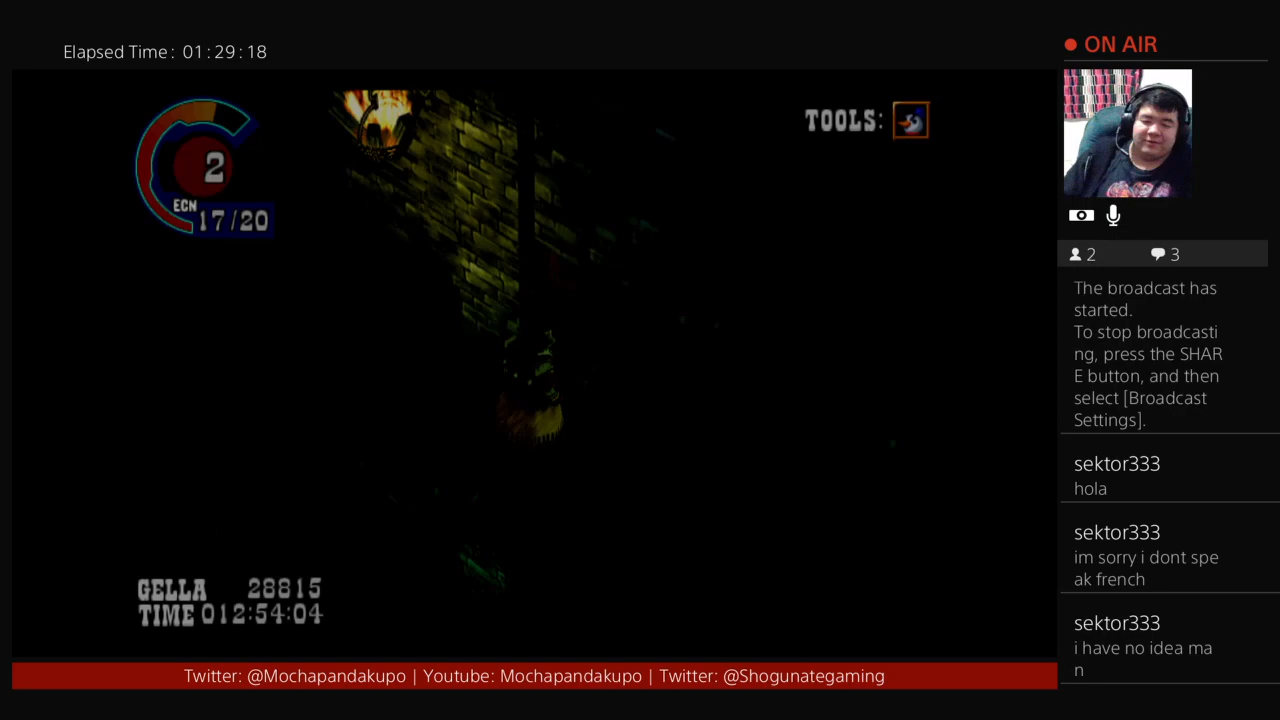 Elapsed Time: 01:29:18
ON AIR
2
ECN
17/20
TOOLS:
2
3
The broadcast has
started.
To stop broadcasti
ng, press the SHAR
E button, and then
select [Broadcast
Settings].
sektor333
hola
sektor333
im sorry i dont spe
ak french
sektor333
i have no idea ma
n
GELLA 28815
TIME 012:54:04
Twitter: @Mochapandakupo | Youtube: Mochapandakupo | Twitter: @Shogunategaming